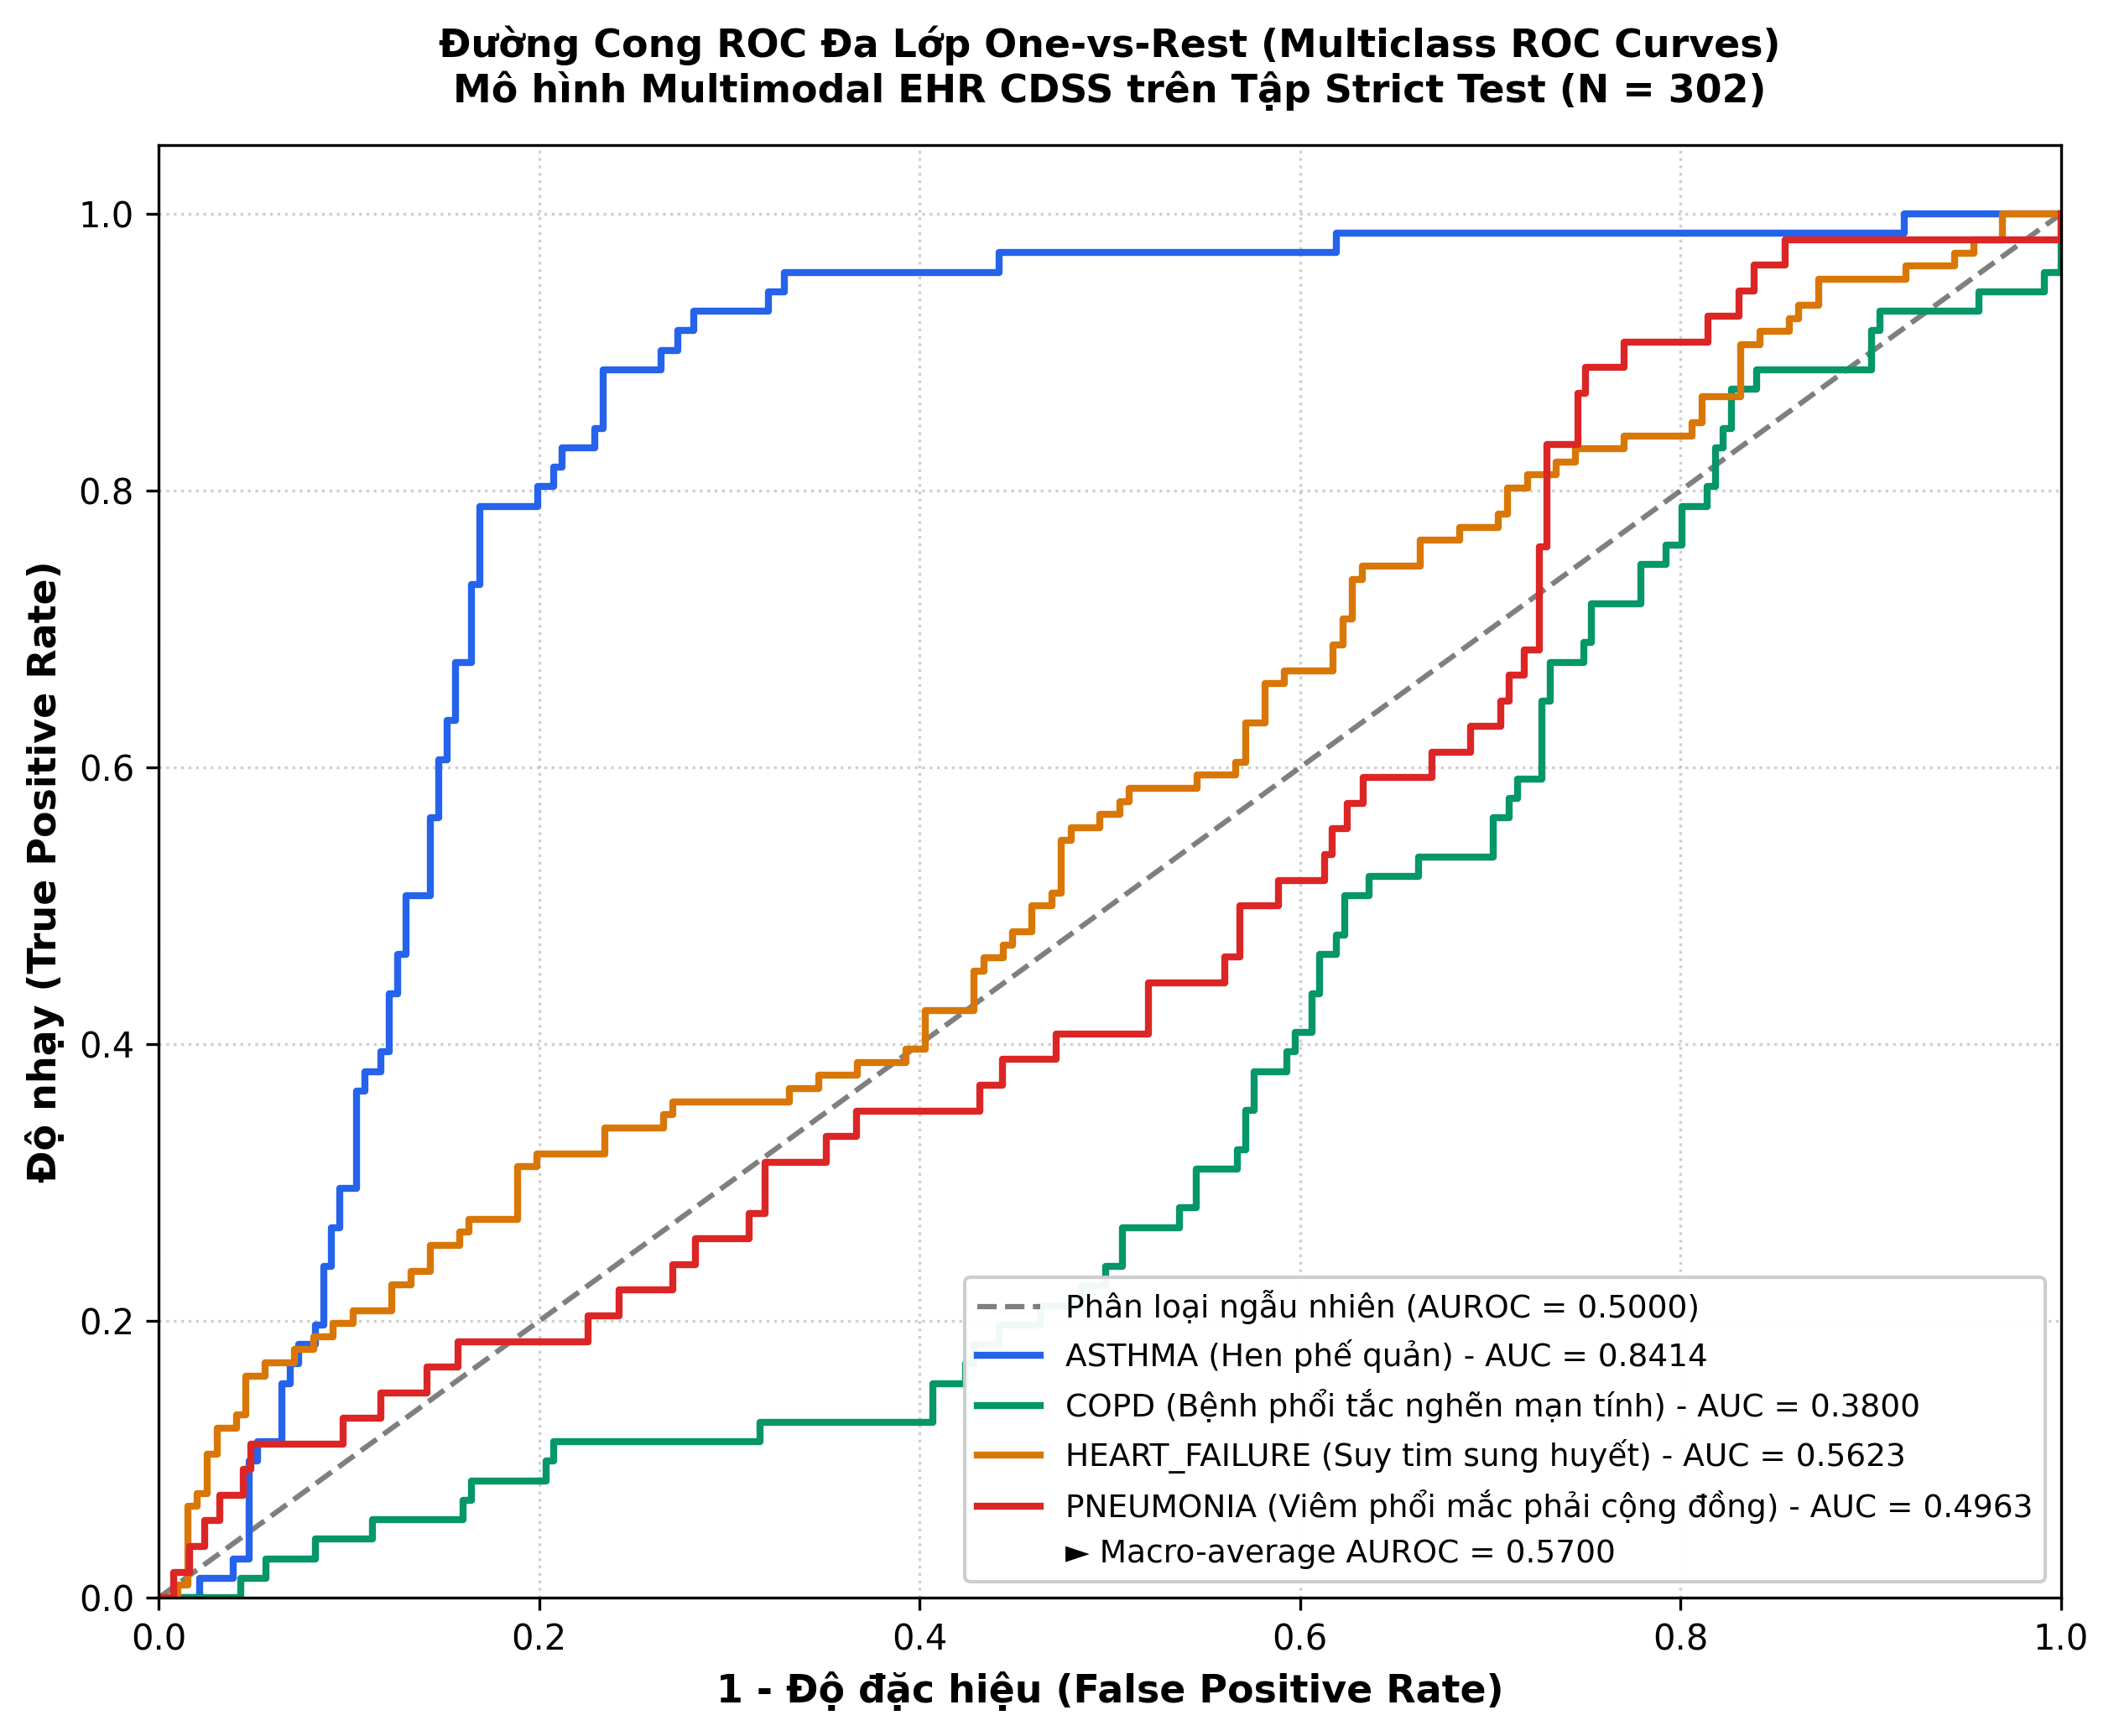 Đường Cong ROC Đa Lớp One-vs-Rest (Multiclass ROC Curves)
Mô hình Multimodal EHR CDSS trên Tập Strict Test (N = 302)
Độ nhạy (True Positive Rate)
1.0
0.8
0.6
0.4
0.2
0.0
Phân loại ngẫu nhiên (AUROC = 0.5000)
ASTHMA (Hen phế quản) - AUC = 0.8414
COPD (Bệnh phổi tắc nghẽn mạn tính) - AUC = 0.3800
HEART_FAILURE (Suy tim sung huyết) - AUC = 0.5623
PNEUMONIA (Viêm phổi mắc phải cộng đồng) - AUC = 0.4963
► Macro-average AUROC = 0.5700
0.0 0.2 0.4 0.6 0.8 1.0
1 - Độ đặc hiệu (False Positive Rate)